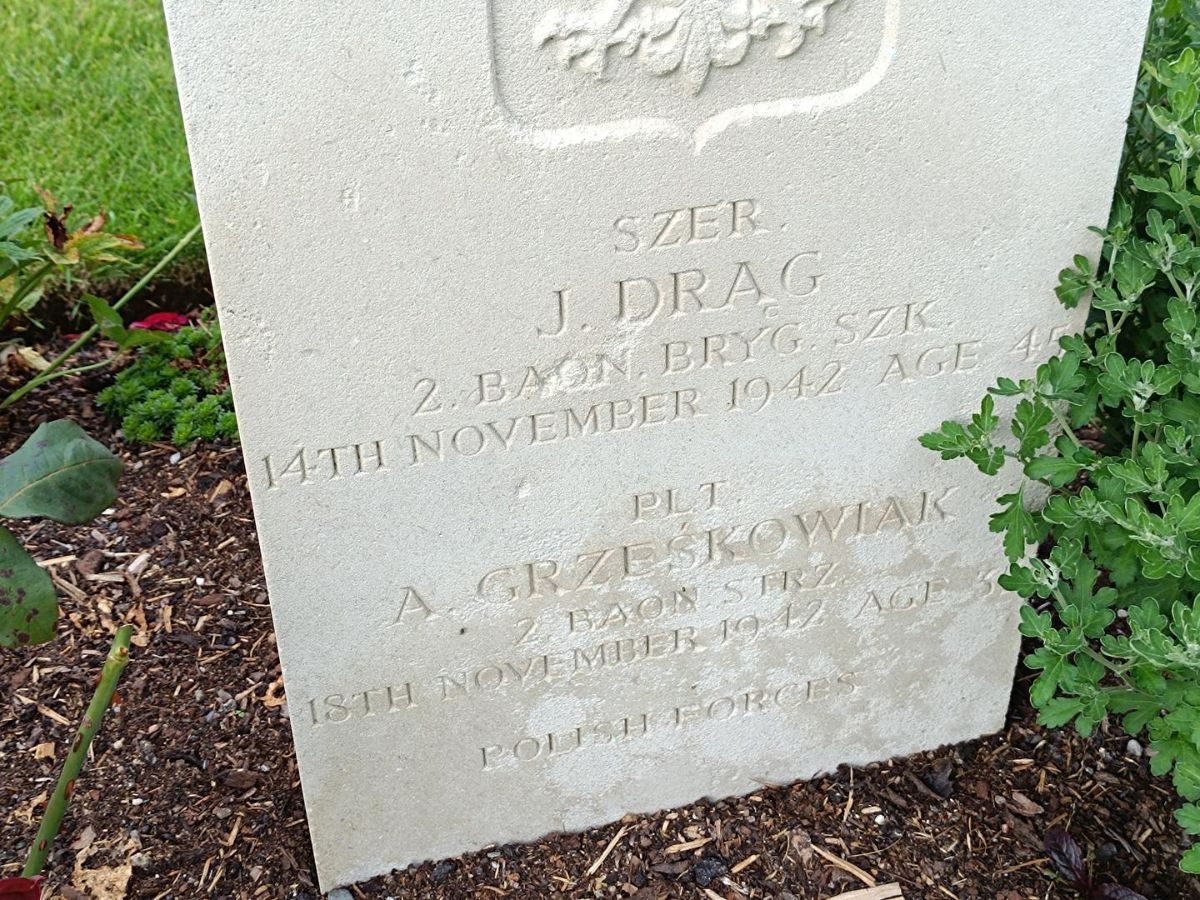 SZER.
J. DRĄG
2. BAON. BRYG. SZK.
14TH NOVEMBER 1942 AGE 45
PLT.
A. GRZEŚKOWIAK
2. BAON. STRZ.
18TH NOVEMBER 1942 AGE
POLISH FORCES